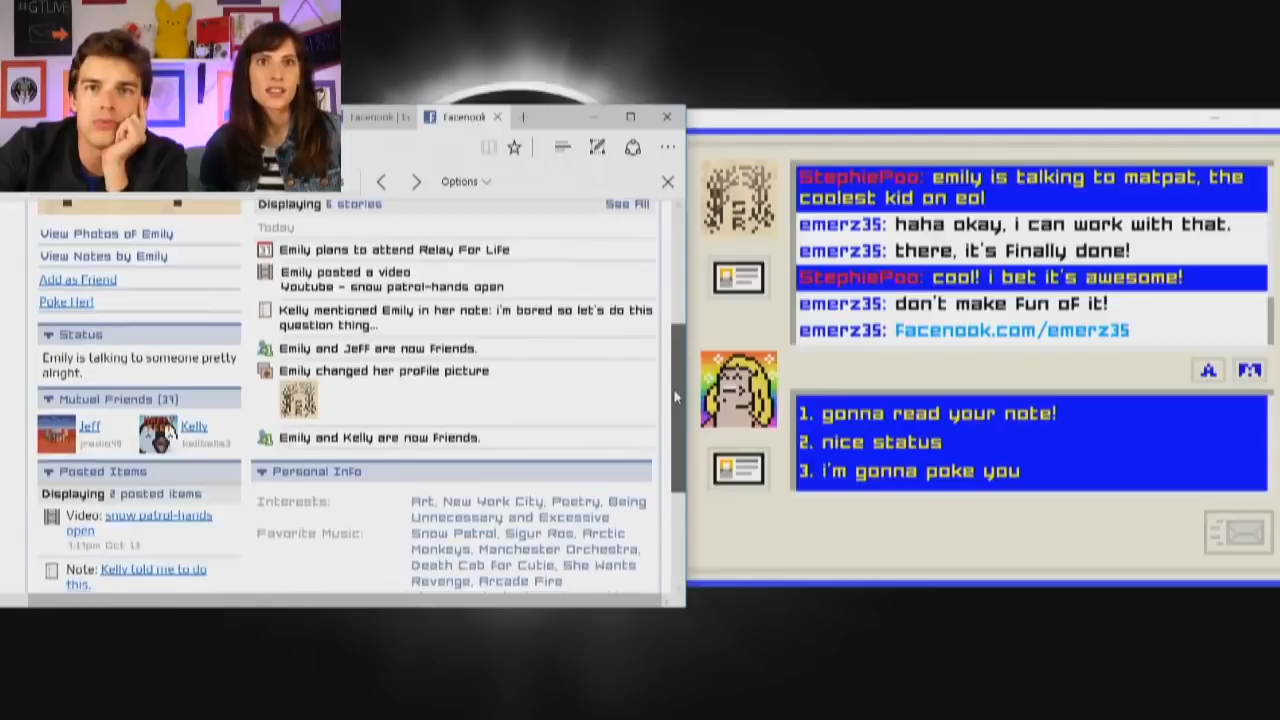 #GTLIVE
Facenook
Options
Displaying 6 stories
See All
Today
View Photos of Emily
View Notes by Emily
Add as Friend
Poke Her!
Status
Emily is talking to someone pretty
alright.
Mutual Friends (37)
Jeff
Kelly
kellbelle3
Posted Items
Displaying 2 posted items
Video: snow patrol-hands
open
Oct 13
Note: Kelly told me to do
this.
Emily plans to attend Relay For Life
Emily posted a video
Youtube - snow patrol-hands open
Kelly mentioned Emily in her note: i'm bored so let's do this
question thing...
Emily and Jeff are now friends.
Emily changed her profile picture
Emily and Kelly are now friends.
Personal Info
Interests:
Art, New York City, Poetry, Being
Unnecessary and Excessive
Favorite Music:
Snow Patrol, Sigur Ros, Arctic
Monkeys, Manchester Orchestra,
Death Cab for Cutie, She Wants
Revenge, Arcade Fire
StephiePoo: emily is talking to matpat, the
coolest kid on eol
emerz35: haha okay, i can work with that.
emerz35: there, it's finally done!
StephiePoo: cool! i bet it's awesome!
emerz35: don't make fun of it!
emerz35: Facenook.com/emerz35
A
1. gonna read your note!
2. nice status
3. i'm gonna poke you